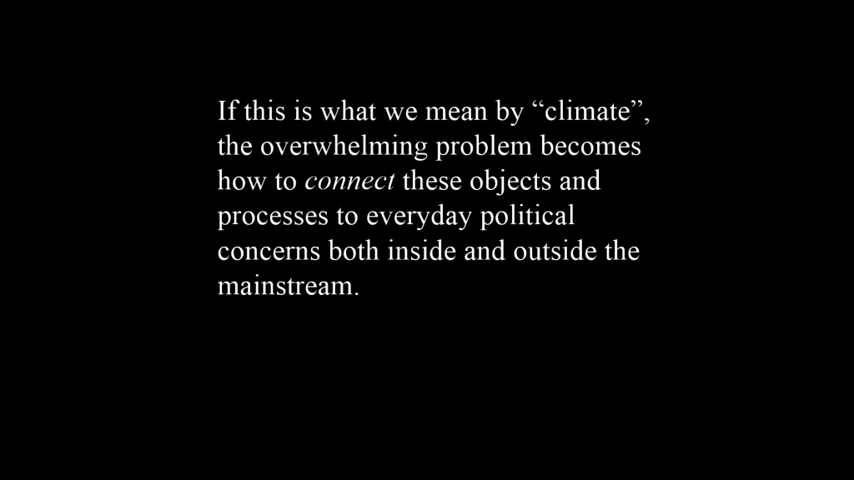 If this is what we mean by “climate”,
the overwhelming problem becomes
how to connect these objects and
processes to everyday political
concerns both inside and outside the
mainstream.